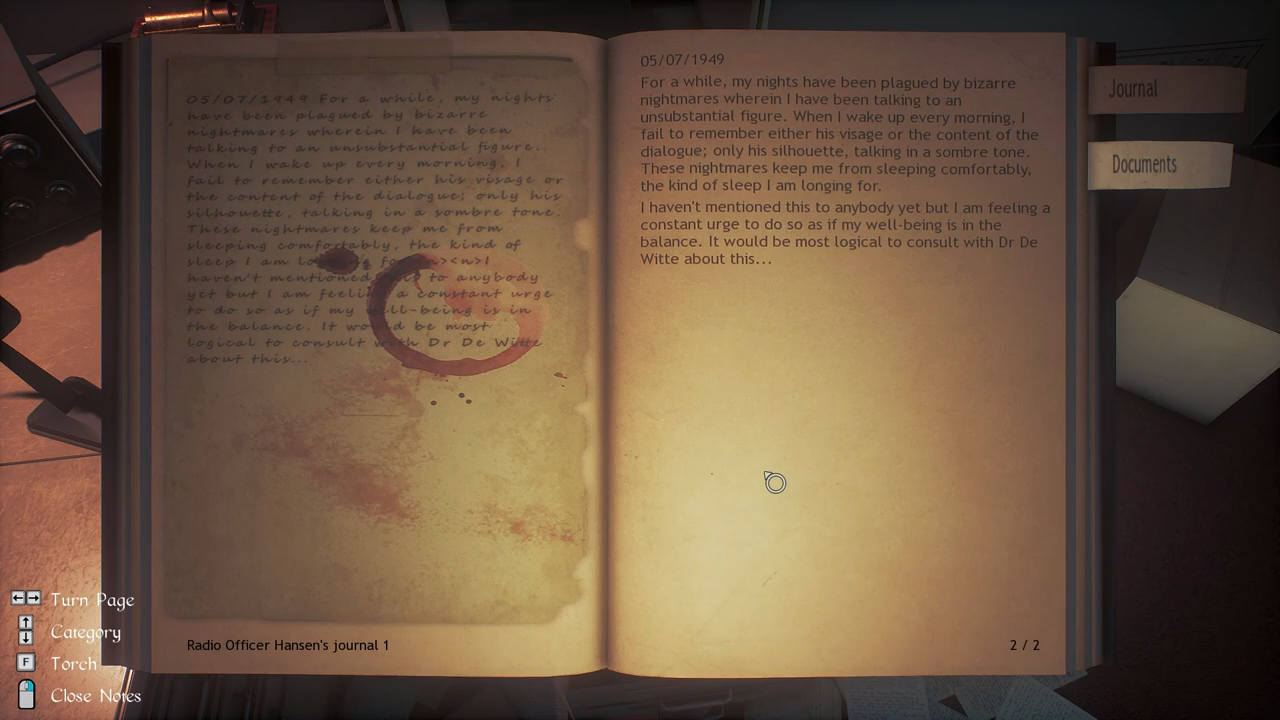 05/07/1949 For a while, my nights
have been plagued by bizarre
nightmares wherein I have been
talking to an unsubstantial figure.
When I wake up every morning, I
fail to remember either his visage or
the content of the dialogue; only his
silhouette, talking in a sombre tone.
These nightmares keep me from
sleeping comfortably, the kind of
sleep I am for <n>I
haven't mentioned to anybody
yet but I am a constant urge
to do so as if my well-being is in
the balance. It would be most
logical to consult with Dr De Witte
about this...
Radio Officer Hansen's journal 1
05/07/1949
For a while, my nights have been plagued by bizarre
nightmares wherein I have been talking to an
unsubstantial figure. When I wake up every morning, I
fail to remember either his visage or the content of the
dialogue; only his silhouette, talking in a sombre tone.
These nightmares keep me from sleeping comfortably,
the kind of sleep I am longing for.
I haven't mentioned this to anybody yet but I am feeling a
constant urge to do so as if my well-being is in the
balance. It would be most logical to consult with Dr De
Witte about this...
2 / 2
Journal
Documents
Turn Page
Category
F Torch
Close Notes